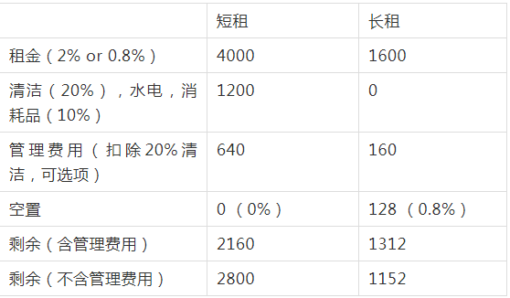 短租 长租
租金（2% or 0.8%） 4000 1600
清洁（20%），水电，消 1200 0
耗品（10%）
管理费用（扣除20%清 640 160
洁，可选项）
空置 0（0%） 128（0.8%）
剩余（含管理费用） 2160 1312
剩余（不含管理费用） 2800 1152